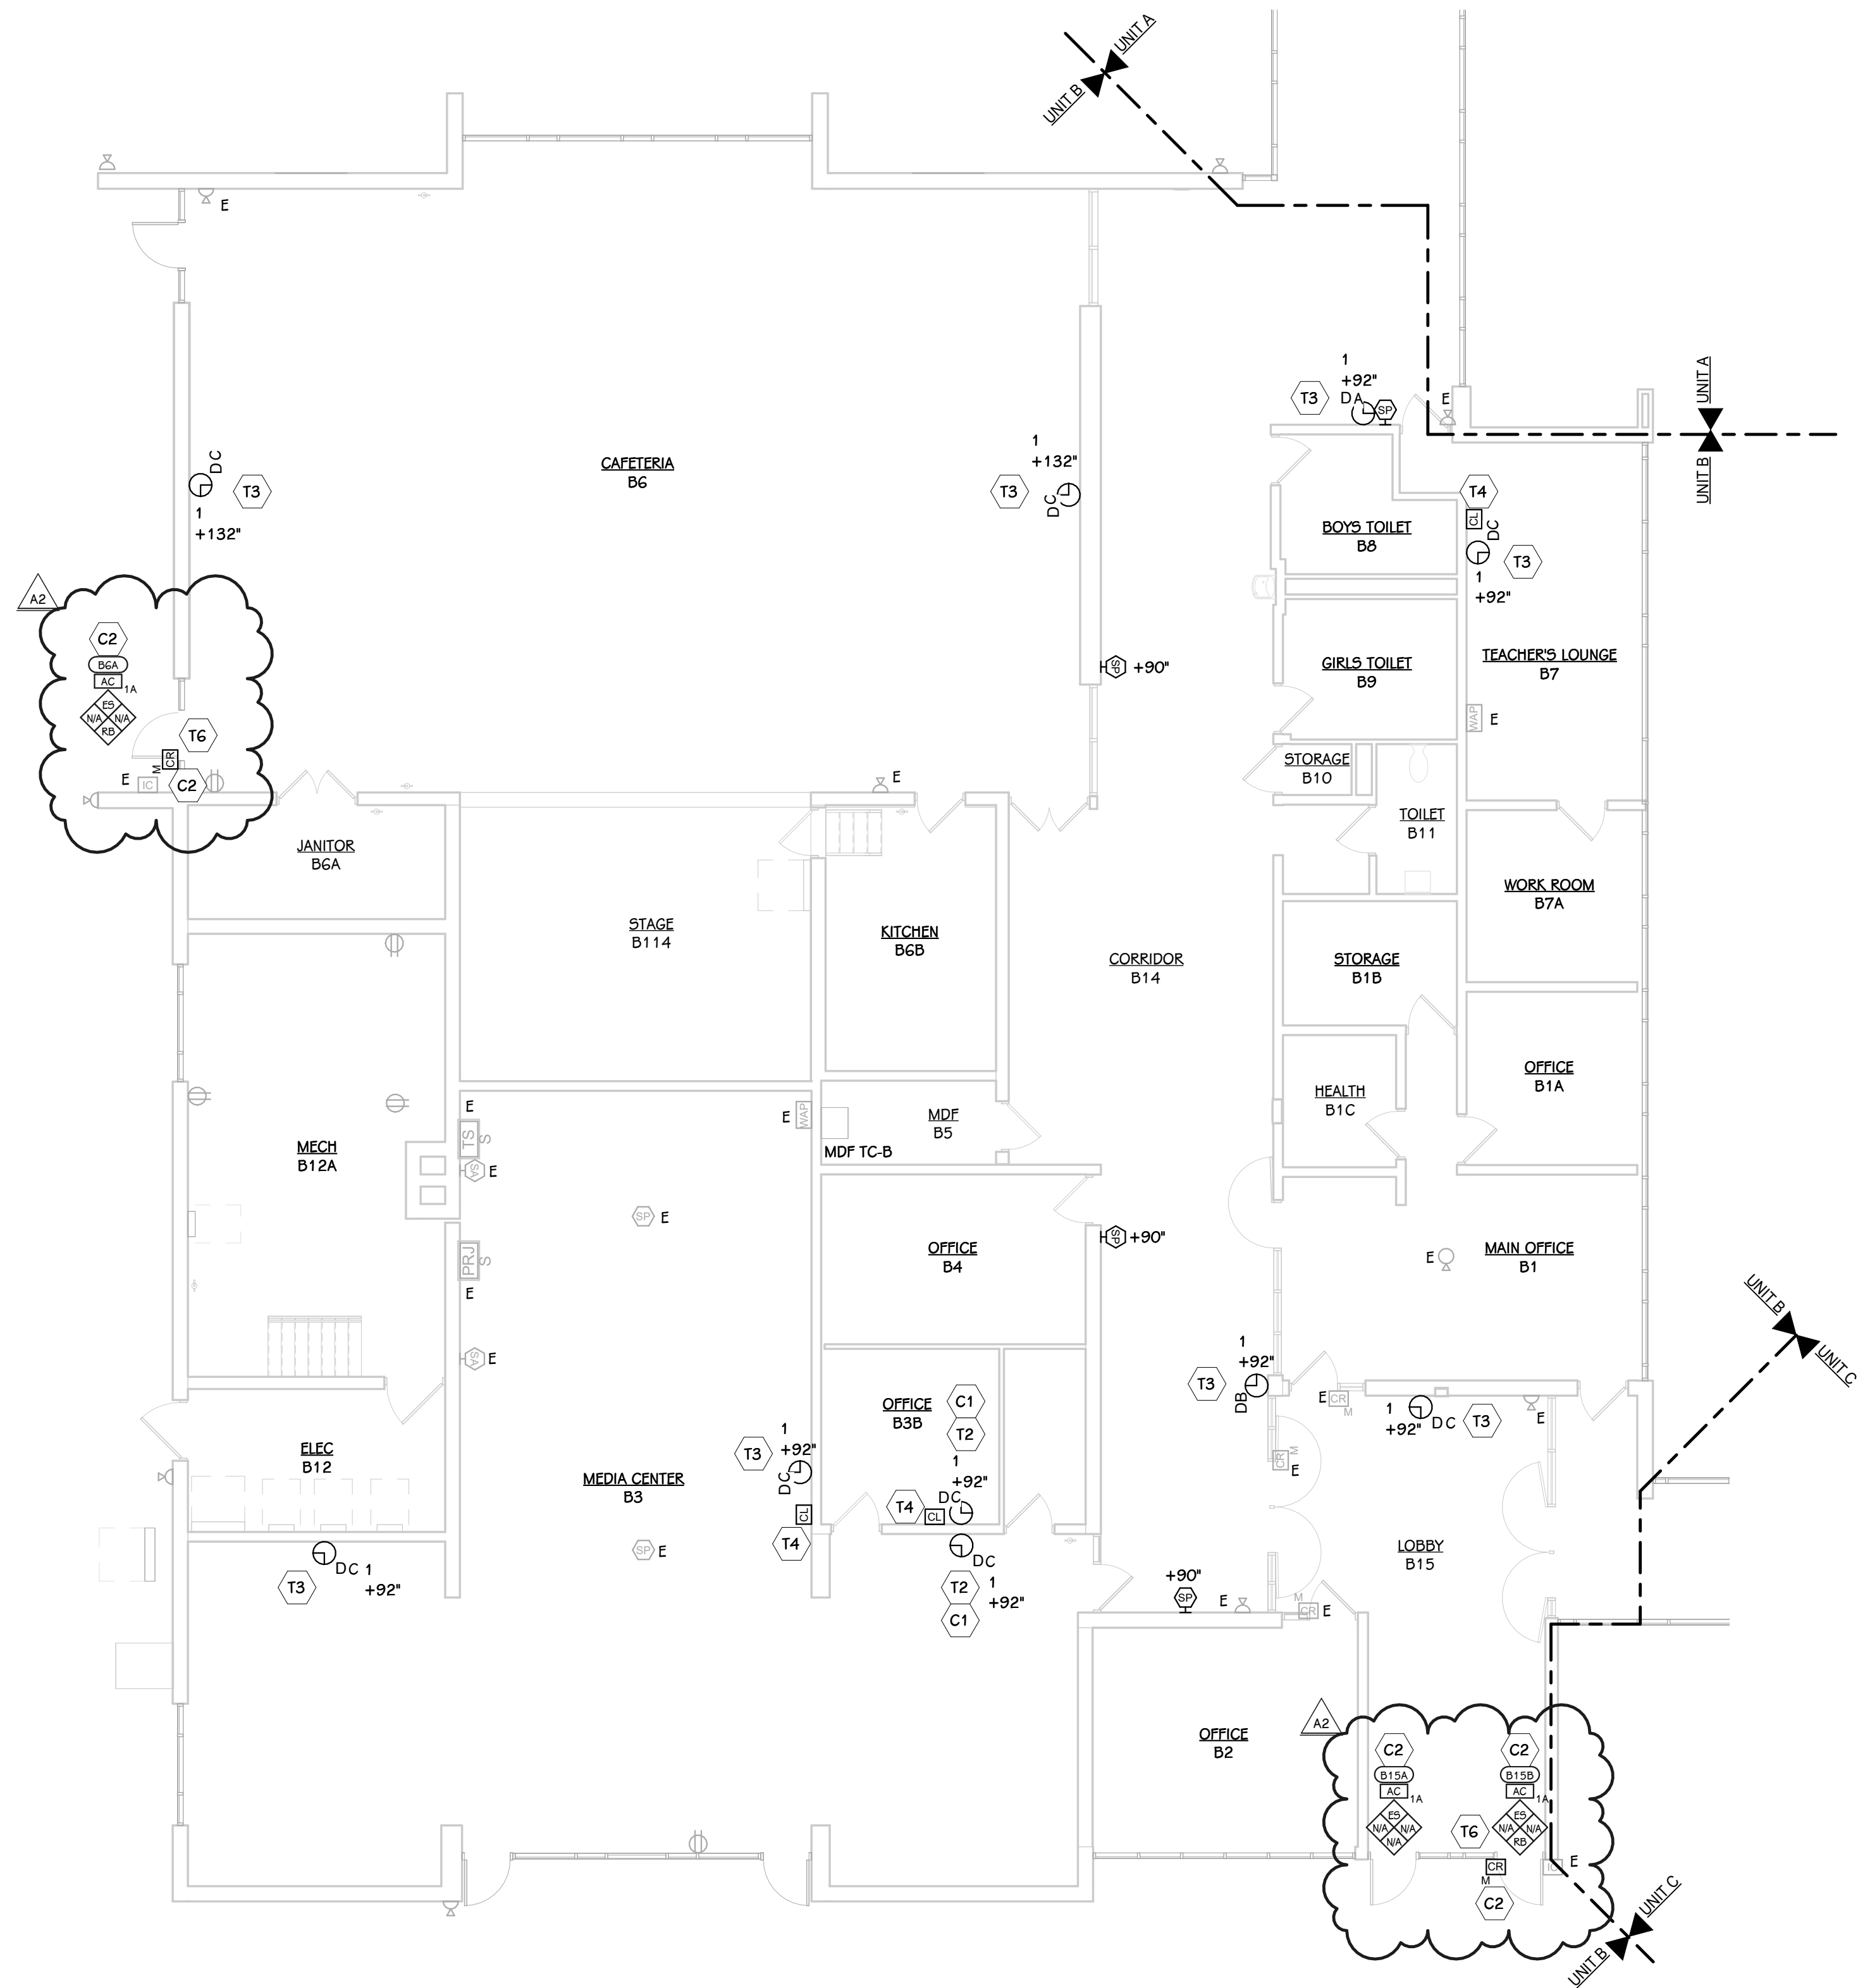 UNIT A
UNIT B
E
1
+92"
T3
DA
SP
E
UNIT A
UNIT B
DC
T3
1
+132"
CAFETERIA
B6
1
+132"
T3
DC
T4
CL
DC
T3
1
+92"
BOYS TOILET
B8
A2
C2
B6A
AC
1A
ES
N/A
N/A
RB
T6
CR
M
E
IC
C2
SP
+90"
GIRLS TOILET
B9
TEACHER'S LOUNGE
B7
WAP
E
STORAGE
B10
E
TOILET
B11
JANITOR
B6A
STAGE
B114
KITCHEN
B6B
WORK ROOM
B7A
CORRIDOR
B14
STORAGE
B1B
OFFICE
B1A
HEALTH
B1C
MECH
B12A
E
TS
S
SA
E
E
WAP
MDF
B5
MDF TC-B
SP
E
PRJ
S
E
SA
E
OFFICE
B4
SP
+90"
E
MAIN OFFICE
B1
UNIT B
UNIT C
1
+92"
T3
DB
E
CR
M
1
+92"
DC
T3
E
OFFICE
B3B
C1
T2
1
+92"
DC
T4
CL
T3
1
+92"
DC
CL
T4
ELEC
B12
MEDIA CENTER
B3
CR
M
E
SP
E
LOBBY
B15
DC
1
+92"
T3
DC
T2
1
+92"
C1
+90"
SP
E
M
CR
E
OFFICE
B2
A2
C2
B15A
AC
1A
ES
N/A
N/A
N/A
C2
B15B
AC
1A
ES
N/A
N/A
RB
T6
CR
M
C2
IC
E
UNIT C
UNIT B